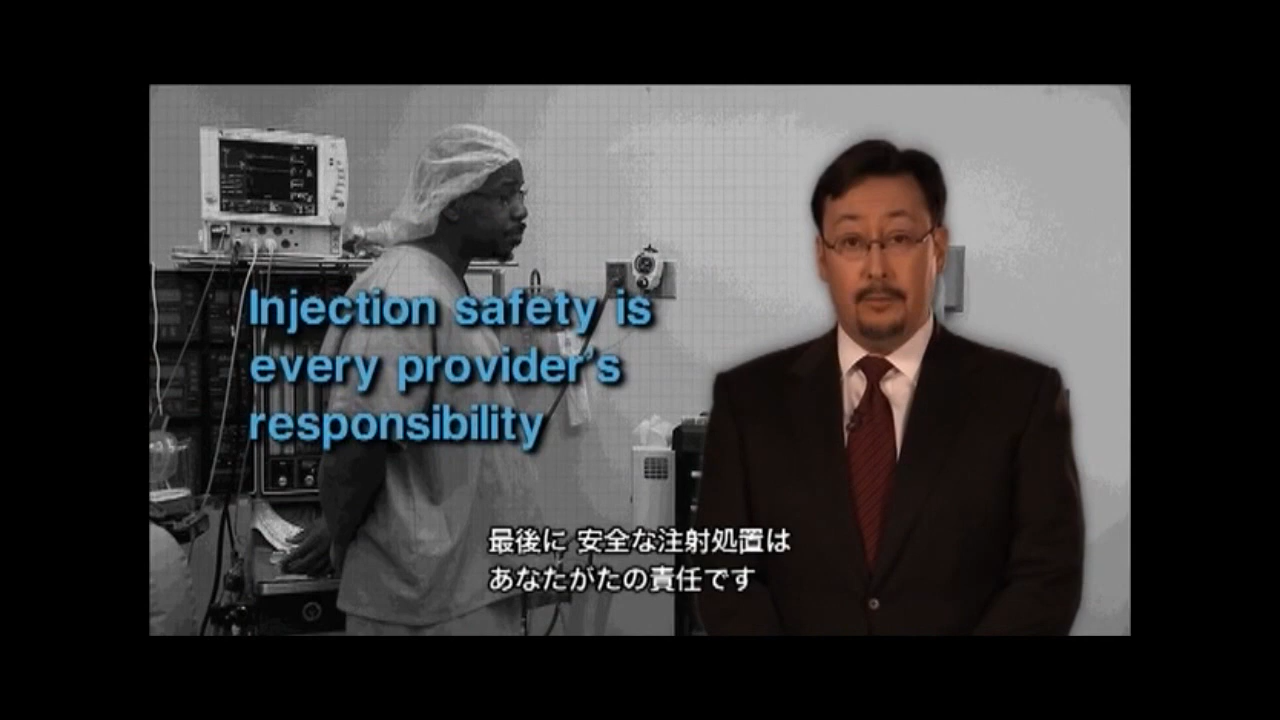 Injection safety is
every provider's
responsibility
最後に 安全な注射処置は
あなたがたの責任です